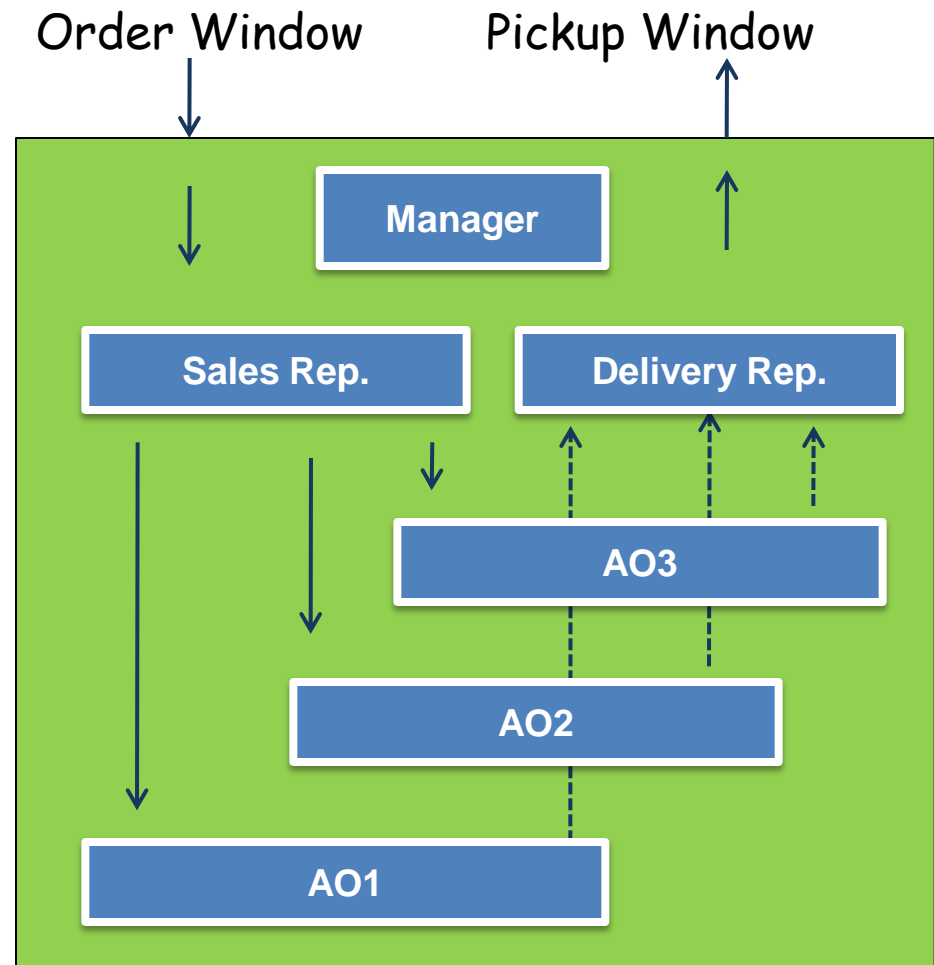 Order Window
Pickup Window
Manager
Sales Rep.
Delivery Rep.
AO3
AO2
AO1